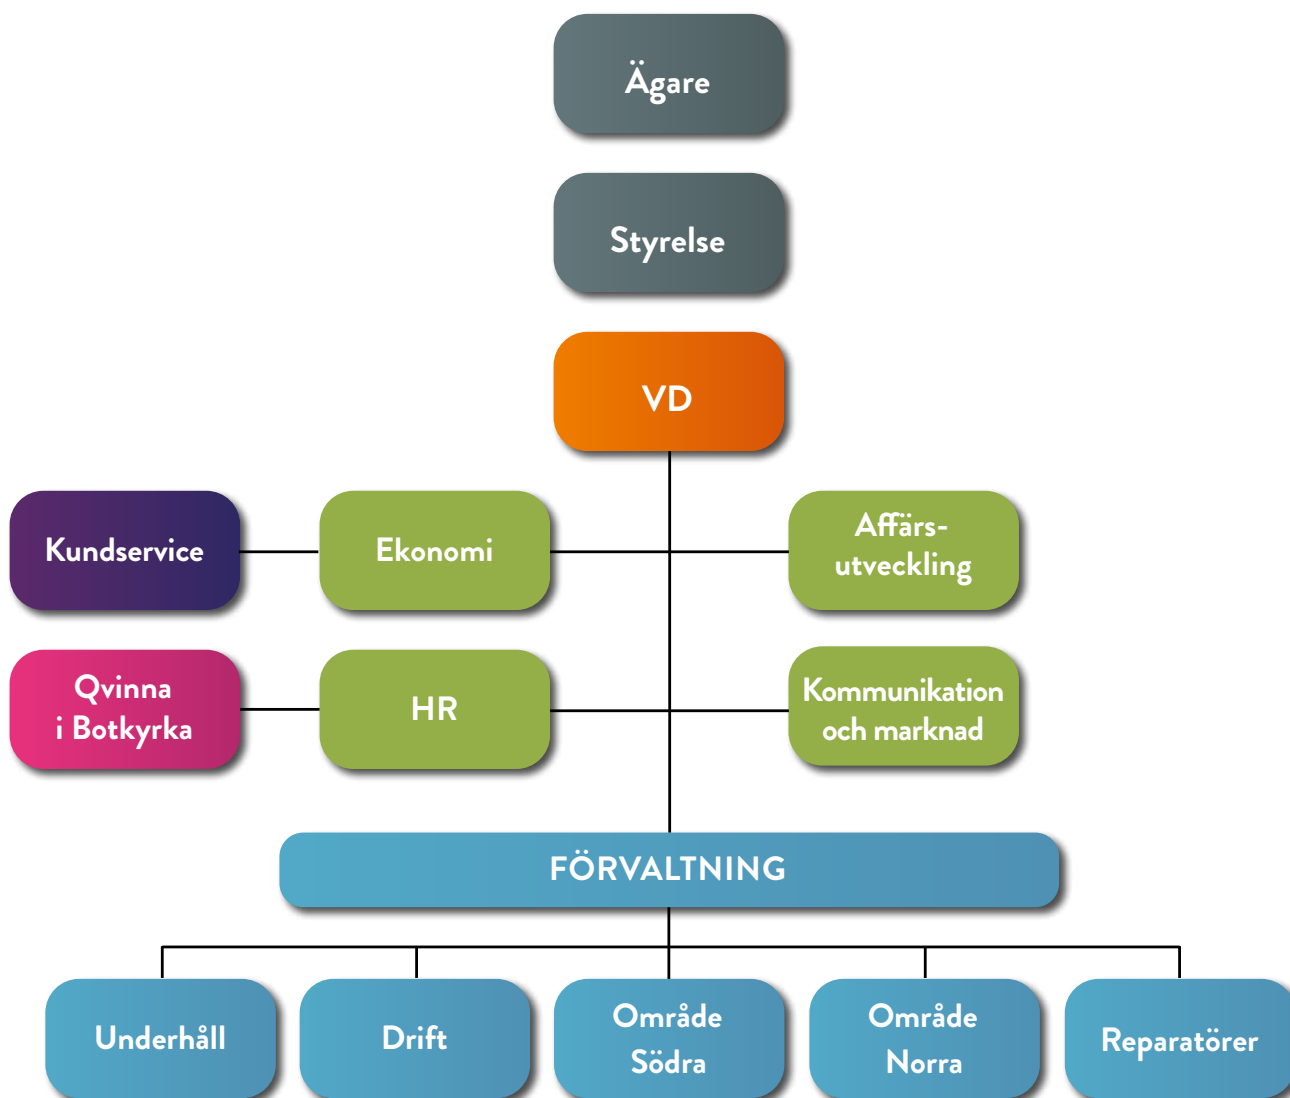 Ägare
Styrelse
VD
Kundservice
Ekonomi
Affärs-
utveckling
Qvinna
i Botkyrka
HR
Kommunikation
och marknad
FÖRVALTNING
Underhåll
Drift
Område
Södra
Område
Norra
Reparatörer